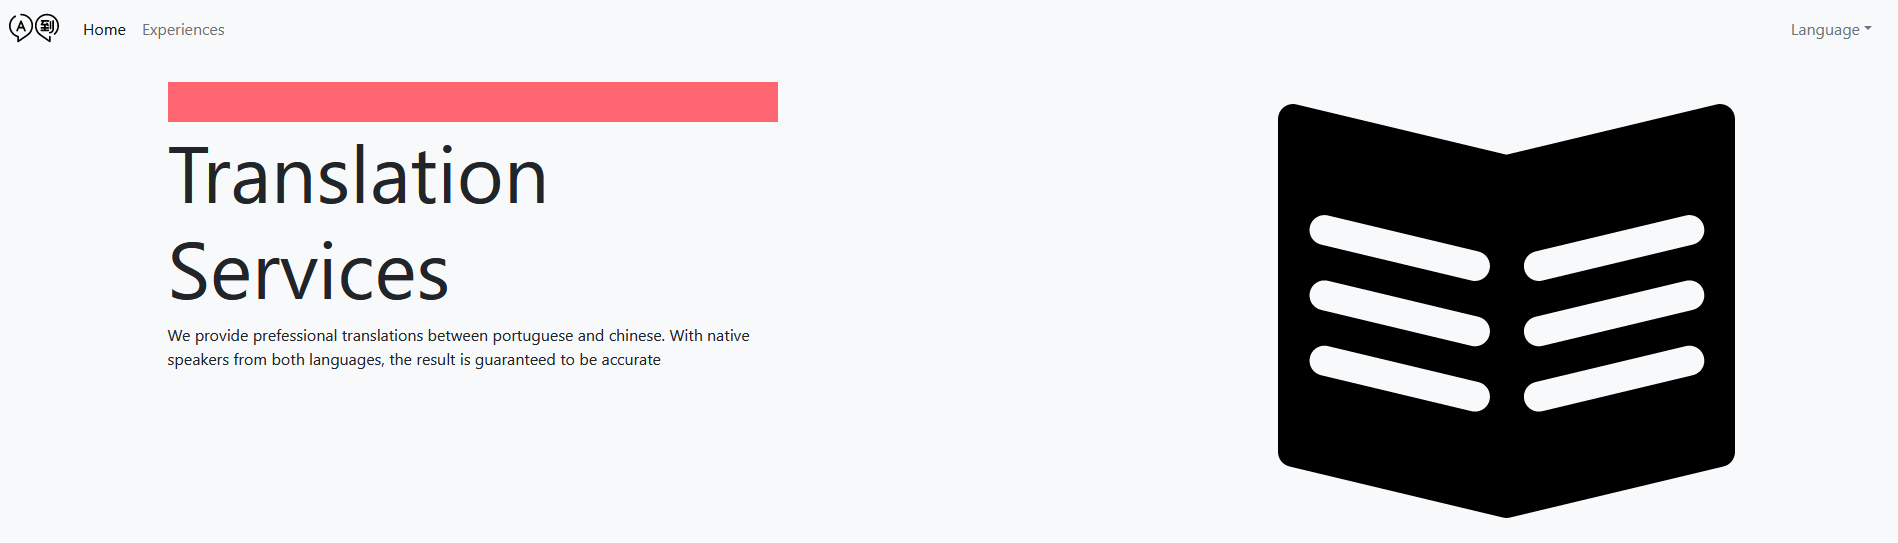 A 到
Home
Experiences
Language
Translation
Services
We provide prefessional translations between portuguese and chinese. With native
speakers from both languages, the result is guaranteed to be accurate